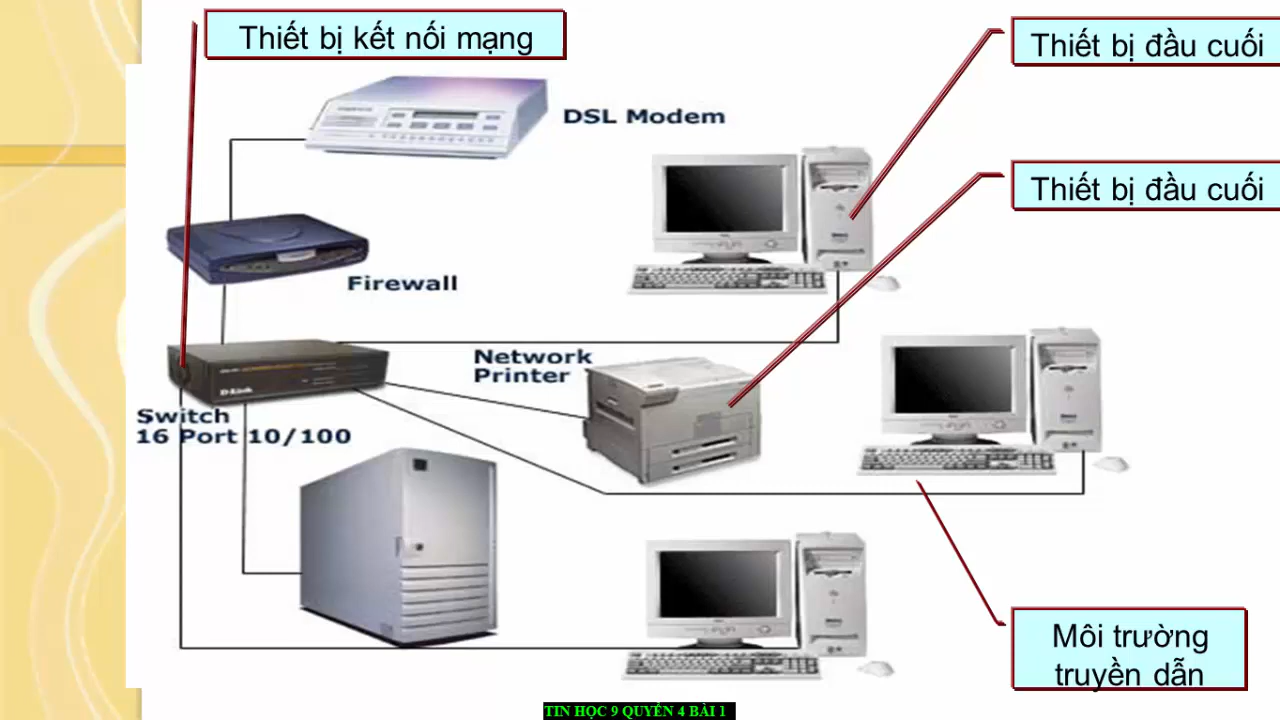 Thiết bị kết nối mạng
Thiết bị đầu cuối
DSL Modem
Thiết bị đầu cuối
Firewall
Network
Printer
D-Link
Switch
16 Port 10/100
Môi trường
truyền dẫn
TIN HỌC 9 QUYỂN 4 BÀI 1